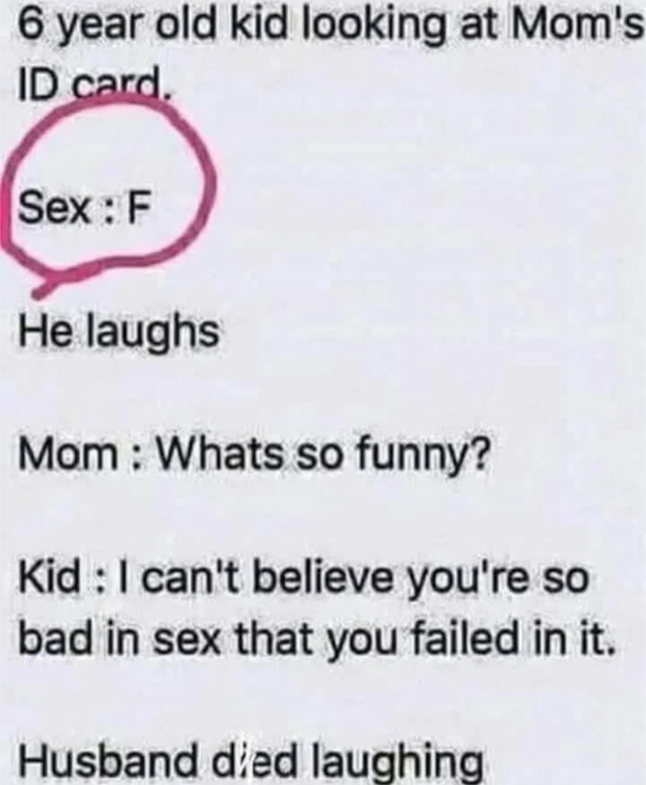 6 year old kid looking at Mom's
ID card.
Sex : F
He laughs
Mom : Whats so funny?
Kid : I can't believe you're so
bad in sex that you failed in it.
Husband died laughing